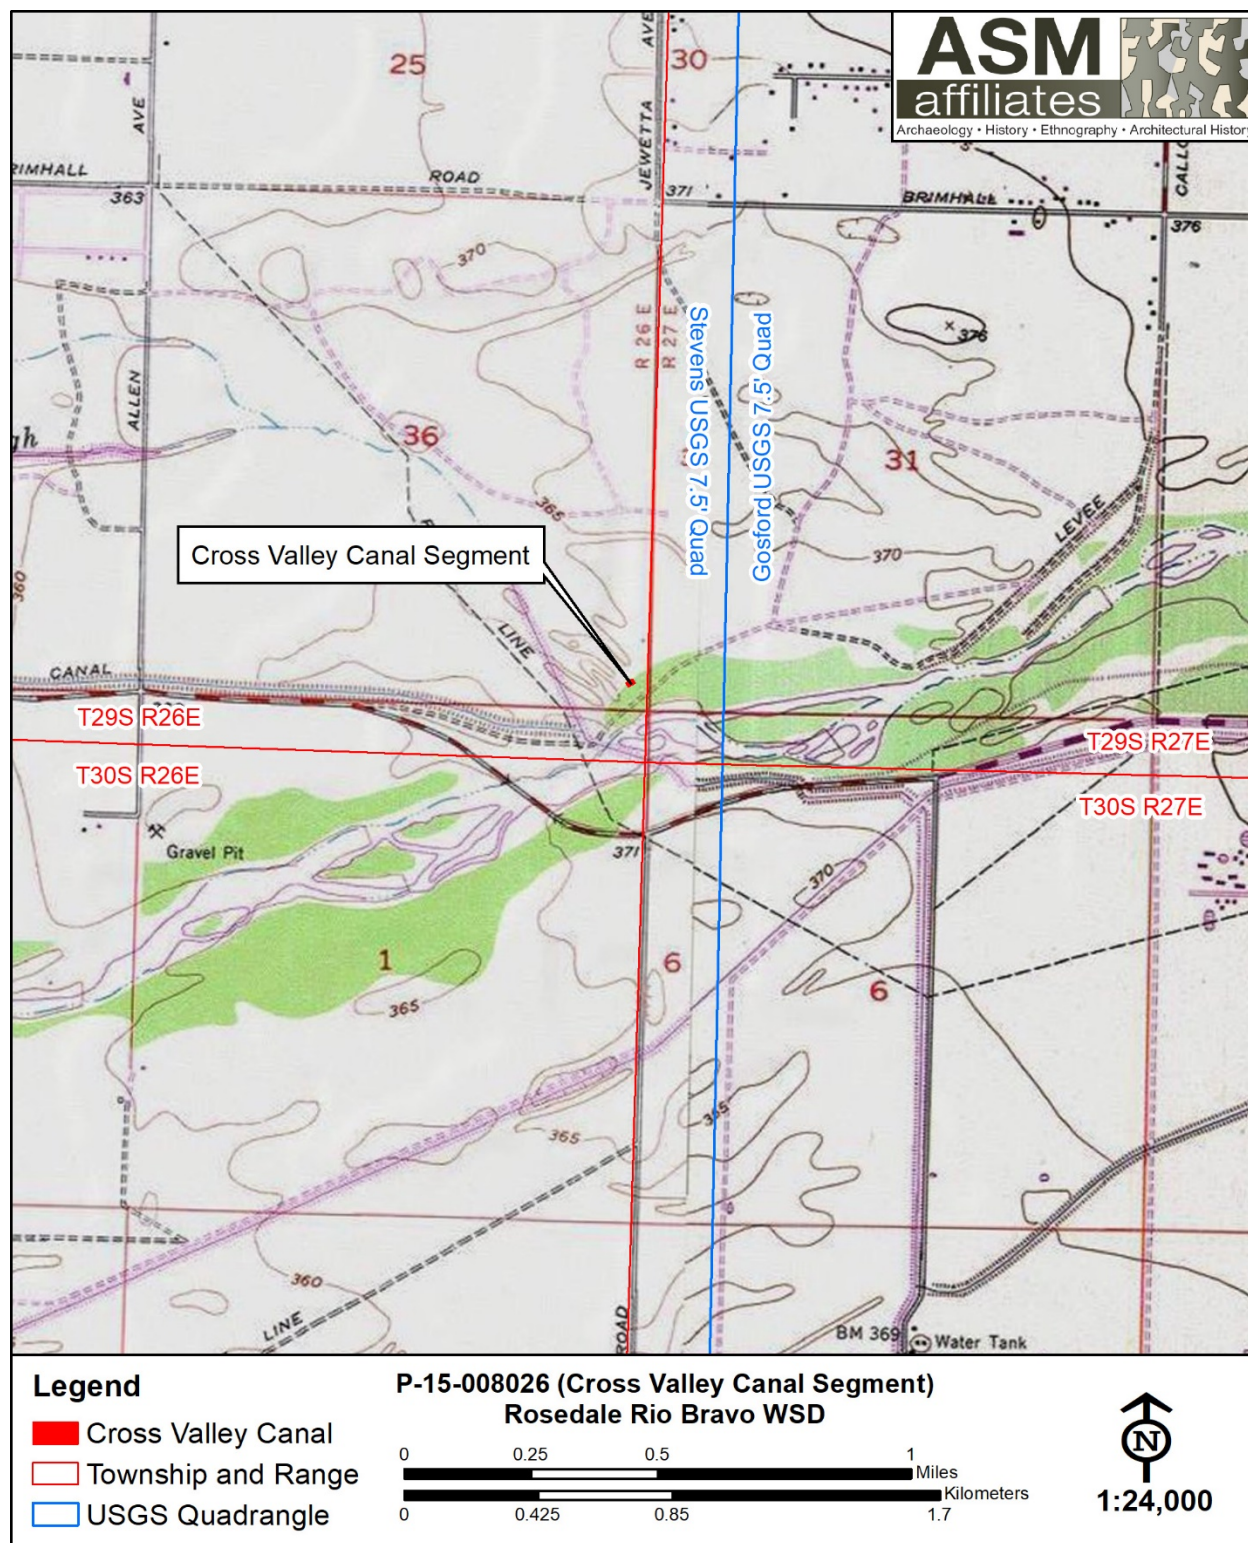 ASM
affiliates
Archaeology • History • Ethnography • Architectural History
25
30
AVE
AVE
JEWETTA
BRIMHALL
ROAD
363
371
BRIMHALL
376
370
R 26 E
R 27 E
376
Stevens USGS 7.5' Quad
Gosford USGS 7.5' Quad
ALLEN
36
31
365
370
LEVEE
Cross Valley Canal Segment
360
LINE
CANAL
T29S R26E
T29S R27E
T30S R26E
T30S R27E
Gravel Pit
371
370
1
6
6
365
365
365
360
LINE
ROAD
BM 369
Water Tank
Legend
Cross Valley Canal
Township and Range
USGS Quadrangle
P-15-008026 (Cross Valley Canal Segment)
Rosedale Rio Bravo WSD
0 0.25 0.5 1
Miles
Kilometers
0 0.425 0.85 1.7
N
1:24,000